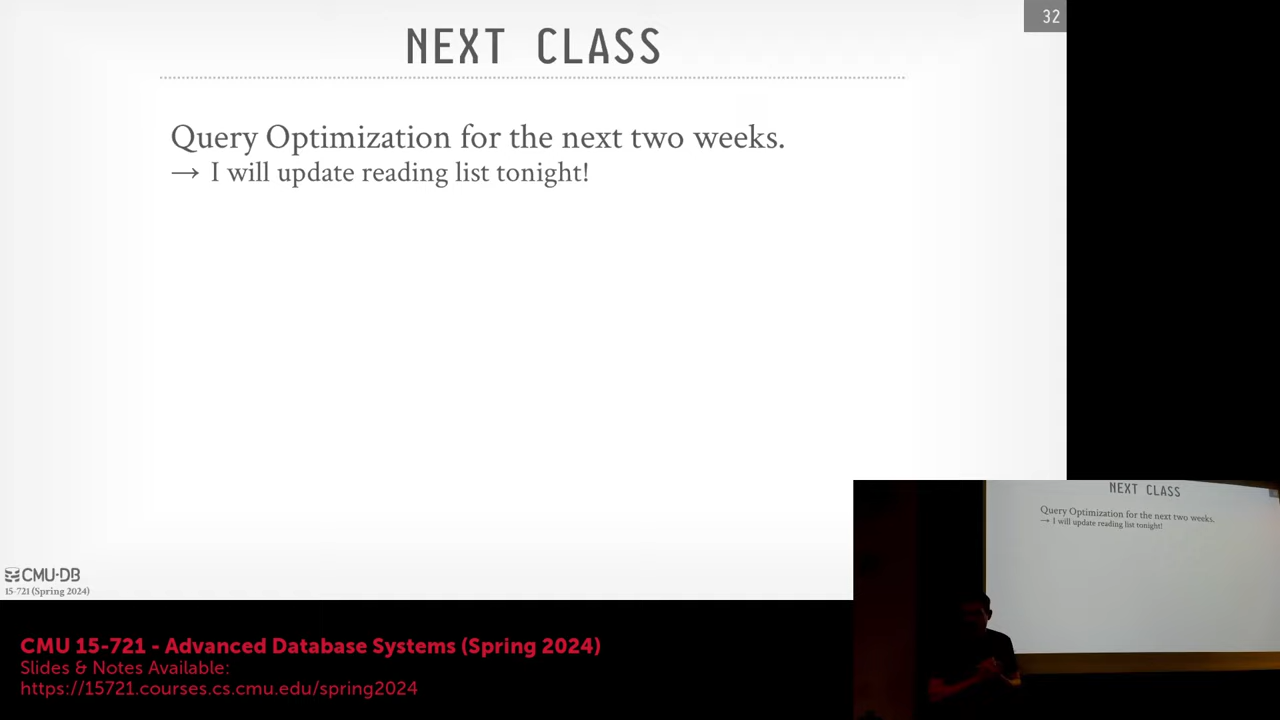 32
NEXT CLASS
Query Optimization for the next two weeks.
→ I will update reading list tonight!
CMU·DB
15-721 (Spring 2024)
NEXT CLASS
Query Optimization for the next two weeks.
→ I will update reading list tonight!
CMU 15-721 - Advanced Database Systems (Spring 2024)
Slides & Notes Available:
https://15721.courses.cs.cmu.edu/spring2024